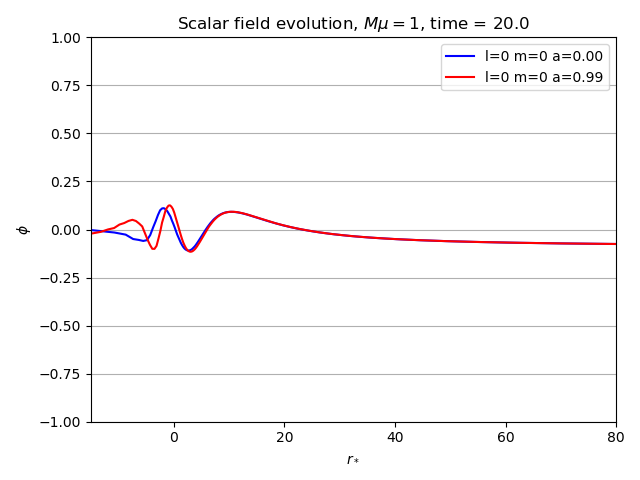 Scalar field evolution, Mμ = 1, time = 20.0
1.00
0.75
0.50
0.25
0.00
−0.25
−0.50
−0.75
−1.00
ϕ
l=0 m=0 a=0.00
l=0 m=0 a=0.99
0 20 40 60 80
r*